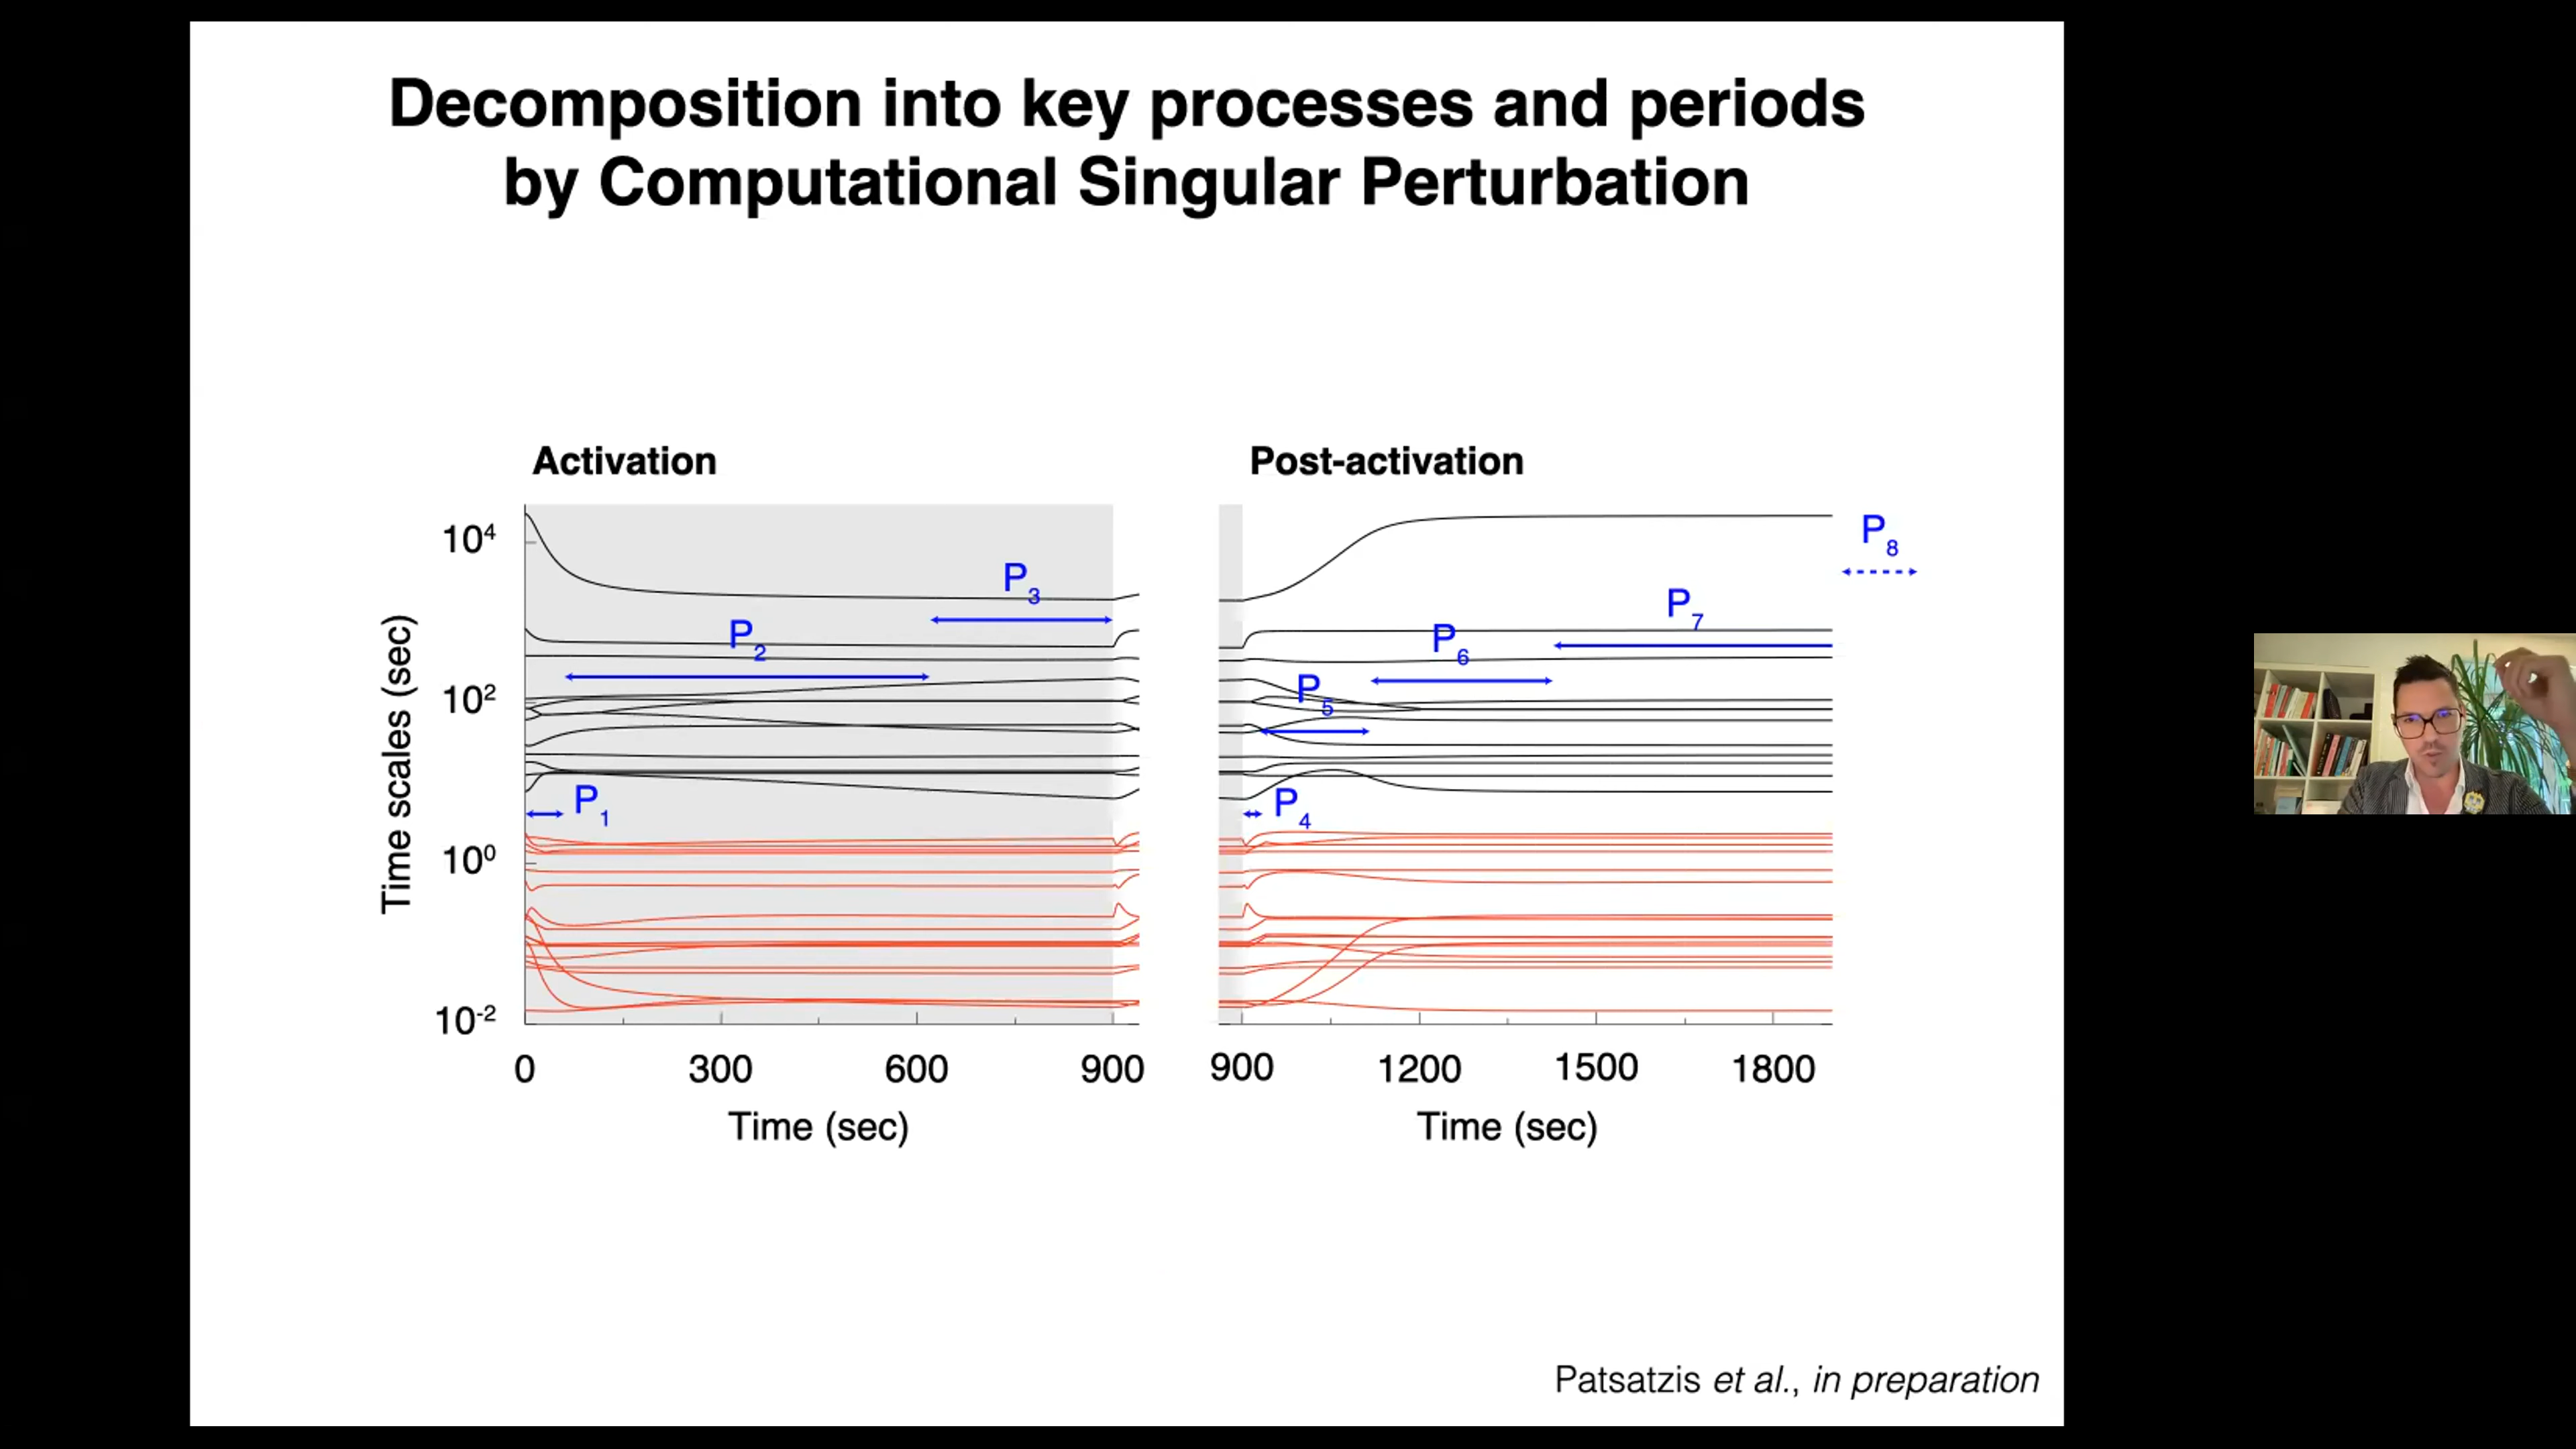 Decomposition into key processes and periods
by Computational Singular Perturbation
Activation
Post-activation
10⁴
10²
10⁰
10⁻²
Time scales (sec)
P₁
P₂
P₃
P₄
P₅
P₆
P₇
P₈
0 300 600 900
900 1200 1500 1800
Time (sec)
Time (sec)
Patsatzis et al., in preparation